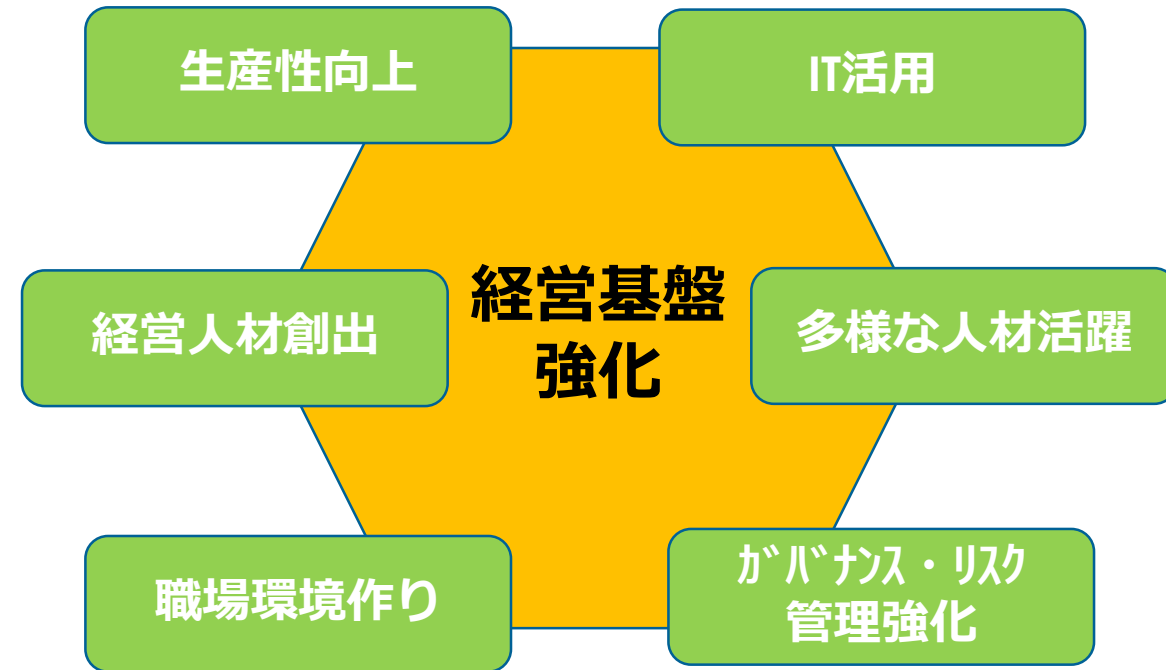 生産性向上
IT活用
経営基盤
強化
経営人材創出
多様な人材活躍
職場環境作り
ｶﾞﾊﾞﾅﾝｽ・ﾘｽｸ
管理強化